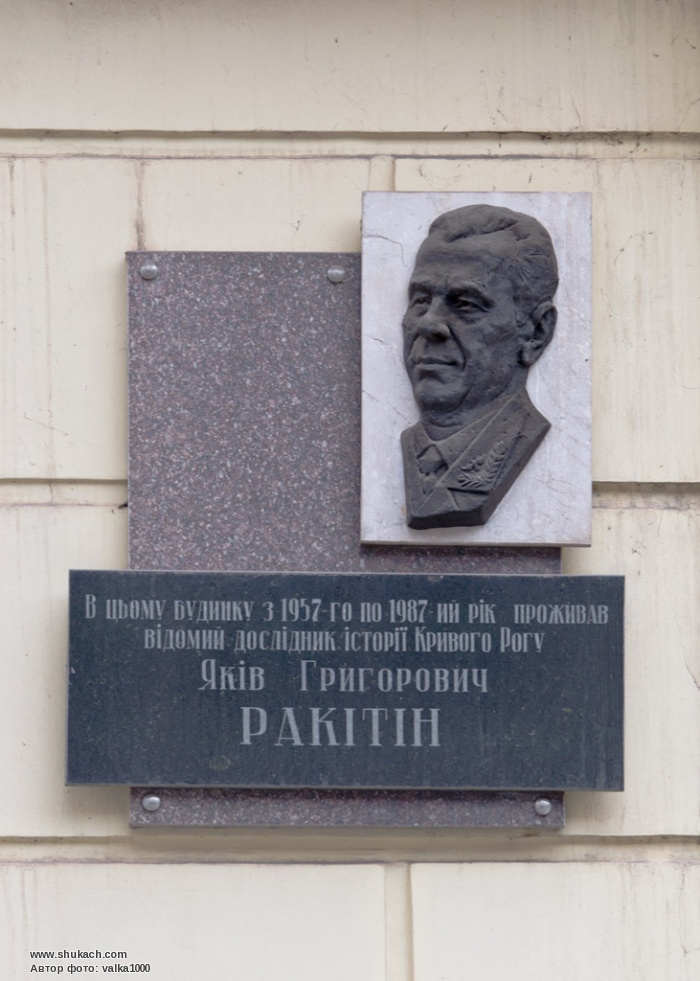 В цьому будинку з 1957-го по 1987-ий рік проживав
відомий дослідник історії Кривого Рогу
Яків Григорович
РАКІТІН
www.shukach.com
Автор фото: valka1000